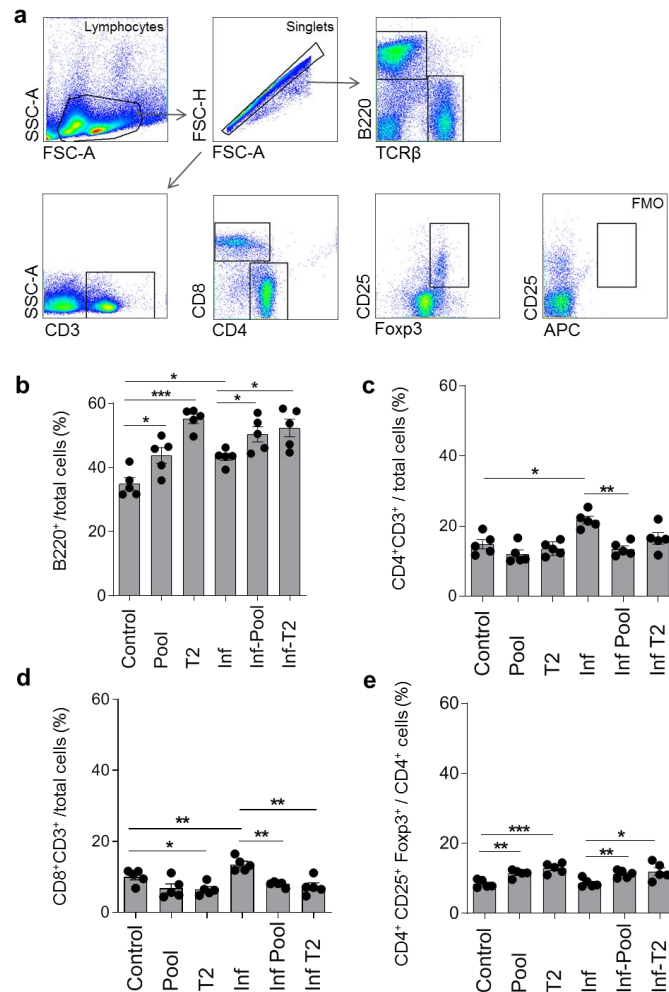 a
Lymphocytes
SSC-A
FSC-A
Singlets
FSC-H
FSC-A
B220
TCRβ
SSC-A
CD3
CD8
CD4
CD25
Foxp3
FMO
CD25
APC
b
B220⁺/total cells (%)
60
40
20
0
*
***
*
*
*
Control
Pool
T2
Inf
Inf-Pool
Inf-T2
c
CD4⁺CD3⁺ / total cells (%)
60
40
20
0
*
**
Control
Pool
T2
Inf
Inf Pool
Inf T2
d
CD8⁺CD3⁺ /total cells (%)
60
40
20
0
**
**
*
**
Control
Pool
T2
Inf
Inf Pool
Inf T2
e
CD4⁺ CD25⁺ Foxp3⁺ / CD4⁺ cells (%)
60
40
20
0
***
*
**
**
Control
Pool
T2
Inf
Inf-Pool
Inf-T2